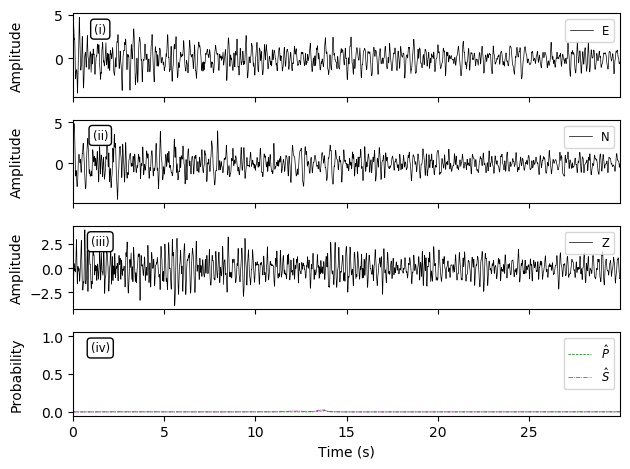 Amplitude
5
0
(i)
E
Amplitude
5
0
(ii)
N
Amplitude
2.5
0.0
−2.5
(iii)
Z
Probability
1.0
0.5
0.0
(iv)
P̂
Ŝ
0 5 10 15 20 25
Time (s)